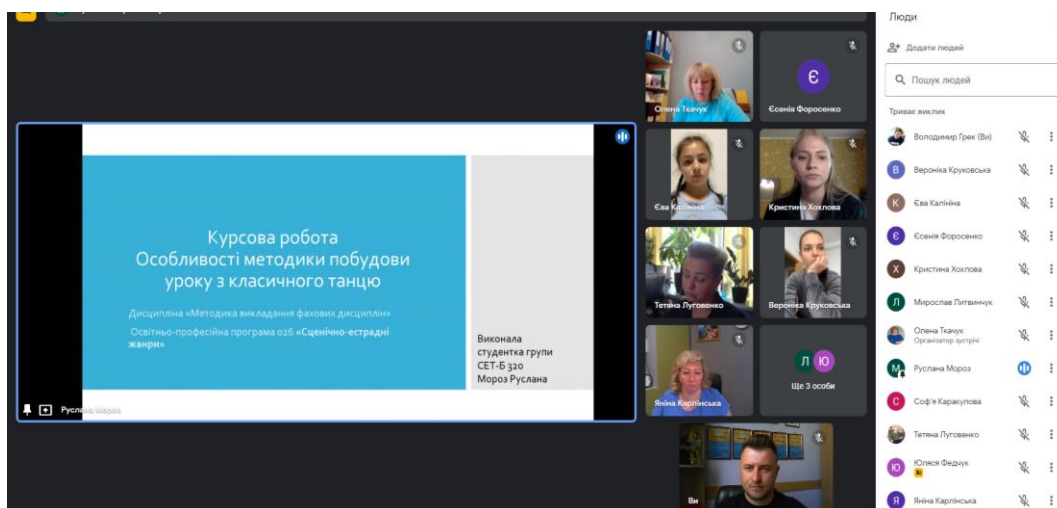 Курсова робота
Особливості методики побудови
уроку з класичного танцю
Дисципліна «Методика викладання фахових дисциплін»
Освітньо-професійна програма 026 «Сценічно-естрадні
жанри»
Виконала
студентка групи
СЕТ-Б 320
Мороз Руслана
Руслана Мороз
Олена Ткачук
Єсенія Форосенко
Є
Єва Калініна
Кристина Хохлова
Тетяна Луговенко
Вероніка Круковська
Яніна Карлінська
Л Ю
Ще 3 особи
Ви
Люди
Додати людей
Пошук людей
Триває виклик
Володимир Грек (Ви)
В
Вероніка Круковська
К
Єва Калініна
Є
Єсенія Форосенко
Х
Кристина Хохлова
Л
Мирослав Литвинчук
Олена Ткачук
Організатор зустрічі
М
Руслана Мороз
С
Соф'я Каракулова
Тетяна Луговенко
Ю
Юляся Федчук
Я
Яніна Карлінська